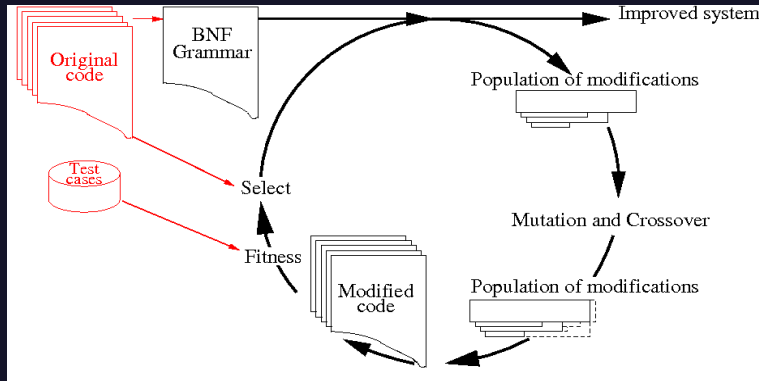 Original
code
BNF
Grammar
Improved system
Population of modifications
Test
cases
Select
Mutation and Crossover
Fitness
Modified
code
Population of modifications